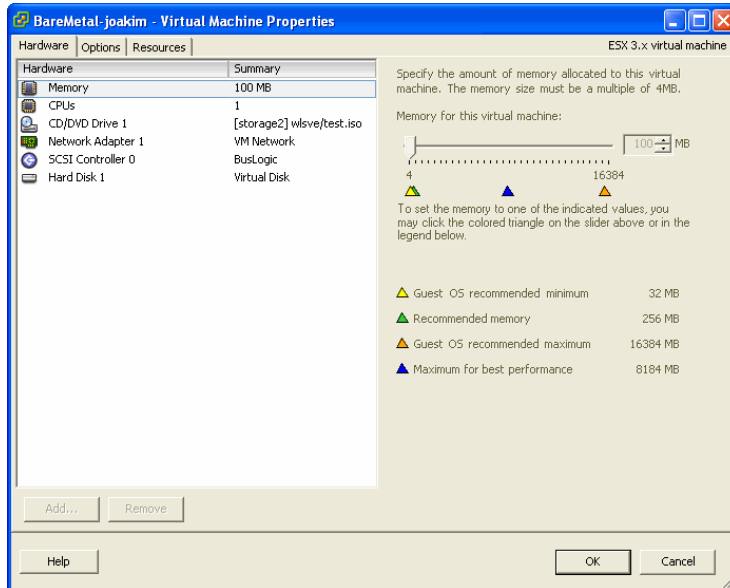 BareMetal-joakim - Virtual Machine Properties
Hardware Options Resources ESX 3.x virtual machine
Hardware Summary
Memory 100 MB
CPUs 1
CD/DVD Drive 1 [storage2] wlsve/test.iso
Network Adapter 1 VM Network
SCSI Controller 0 BusLogic
Hard Disk 1 Virtual Disk
Specify the amount of memory allocated to this virtual
machine. The memory size must be a multiple of 4MB.
Memory for this virtual machine:
100 MB
4 16384
To set the memory to one of the indicated values, you
may click the colored triangle on the slider above or in the
legend below.
Guest OS recommended minimum 32 MB
Recommended memory 256 MB
Guest OS recommended maximum 16384 MB
Maximum for best performance 8184 MB
Add... Remove
Help OK Cancel